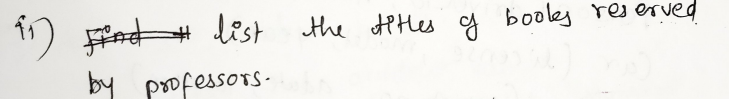 ii) list the titles of books reserved
by professors.